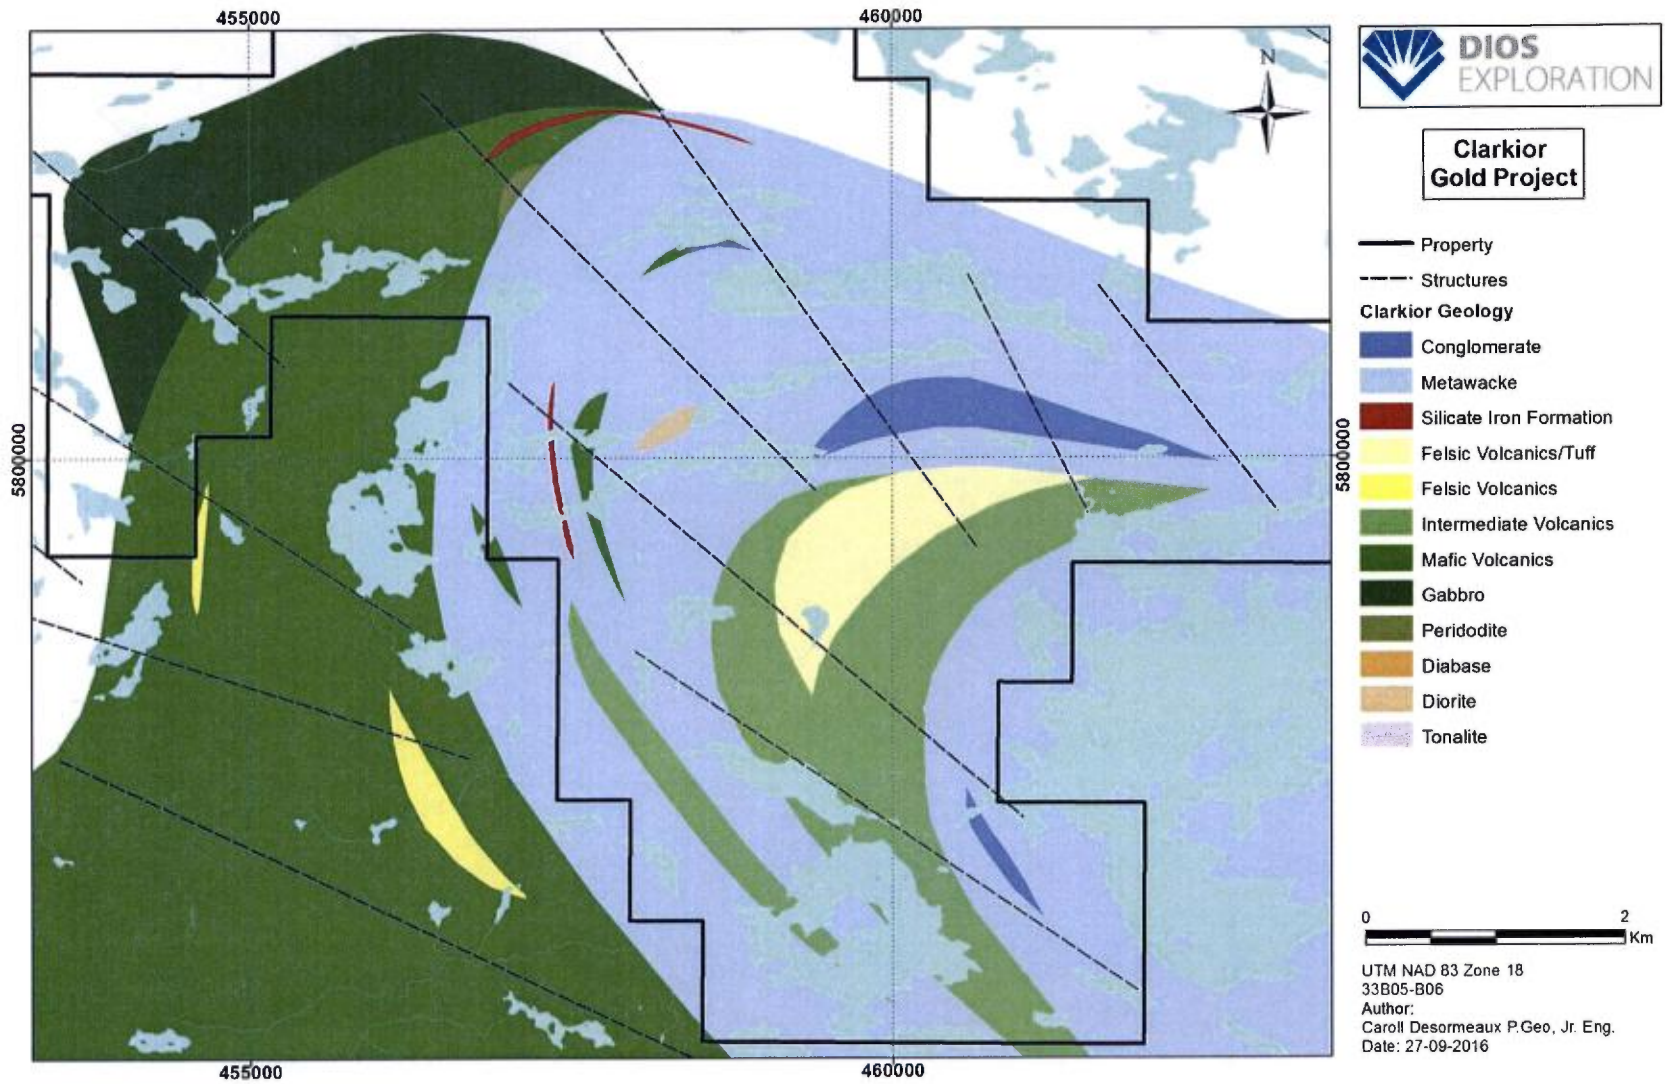 455000
460000
DIOS
EXPLORATION
N
Clarkior
Gold Project
Property
Structures
Clarkior Geology
Conglomerate
Metawacke
Silicate Iron Formation
Felsic Volcanics/Tuff
Felsic Volcanics
Intermediate Volcanics
Mafic Volcanics
Gabbro
Peridodite
Diabase
Diorite
Tonalite
5800000
5800000
0 2
Km
UTM NAD 83 Zone 18
33B05-B06
Author:
Caroll Desormeaux P.Geo, Jr. Eng.
Date: 27-09-2016
455000
460000